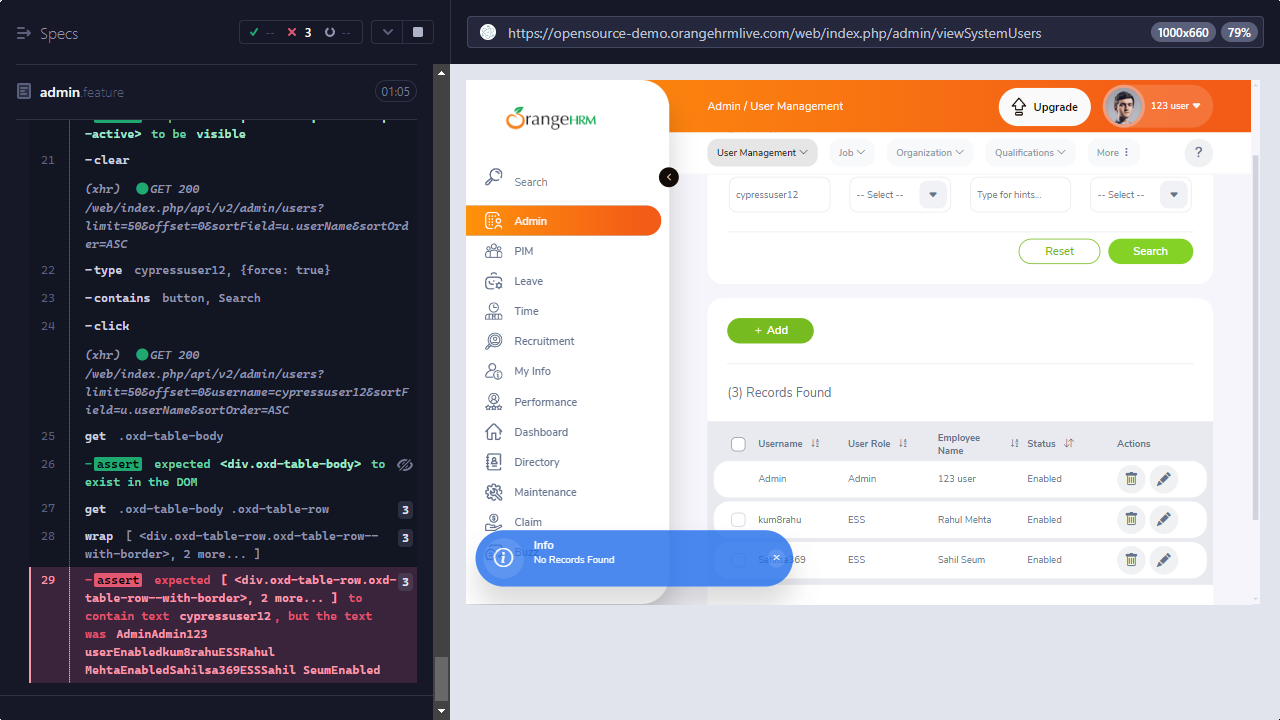 Specs
-- 3 --
https://opensource-demo.orangehrmlive.com/web/index.php/admin/viewSystemUsers
1000x660
79%
admin.feature
01:05
-active> to be visible
21 -clear
(xhr) GET 200
/web/index.php/api/v2/admin/users?
limit=50&offset=0&sortField=u.userName&sortOrd
er=ASC
22 -type cypressuser12, {force: true}
23 -contains button, Search
24 -click
(xhr) GET 200
/web/index.php/api/v2/admin/users?
limit=50&offset=0&username=cypressuser12&sortF
ield=u.userName&sortOrder=ASC
25 get .oxd-table-body
26 -assert expected <div.oxd-table-body> to
exist in the DOM
27 get .oxd-table-body .oxd-table-row 3
28 wrap [ <div.oxd-table-row.oxd-table-row--
with-border>, 2 more... ] 3
29 -assert expected [ <div.oxd-table-row.oxd-
table-row--with-border>, 2 more... ] to 3
contain text cypressuser12, but the text
was AdminAdmin123
userEnabledkum8rahuESSRahul
MehtaEnabledSahilsa369ESSSahil SeumEnabled
OrangeHRM
Search
Admin
PIM
Leave
Time
Recruitment
My Info
Performance
Dashboard
Directory
Maintenance
Claim
Admin / User Management
Upgrade
123 user
User Management
Job
Organization
Qualifications
More
?
cypressuser12
-- Select --
Type for hints...
-- Select --
Reset
Search
+ Add
(3) Records Found
Username User Role Employee Name Status Actions
Admin Admin 123 user Enabled
kum8rahu ESS Rahul Mehta Enabled
Sahilsa369 ESS Sahil Seum Enabled
Info
No Records Found